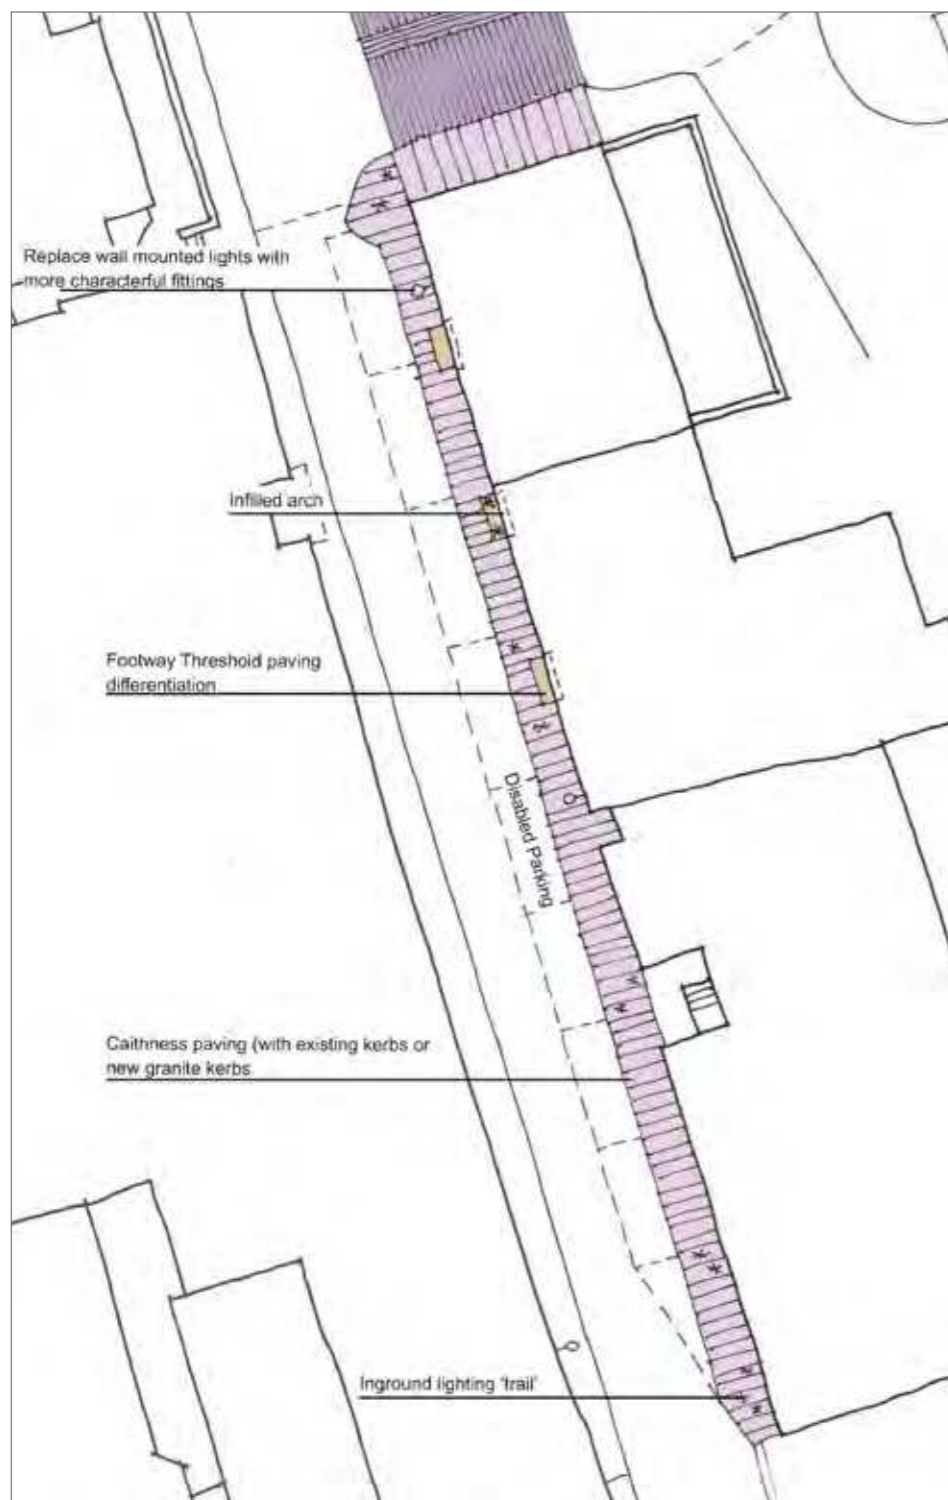 Replace wall mounted lights with
more characterful fittings
Infilled arch
Footway Threshold paving
differentiation
Disabled Parking
Caithness paving (with existing kerbs or
new granite kerbs
Inground lighting 'trail'